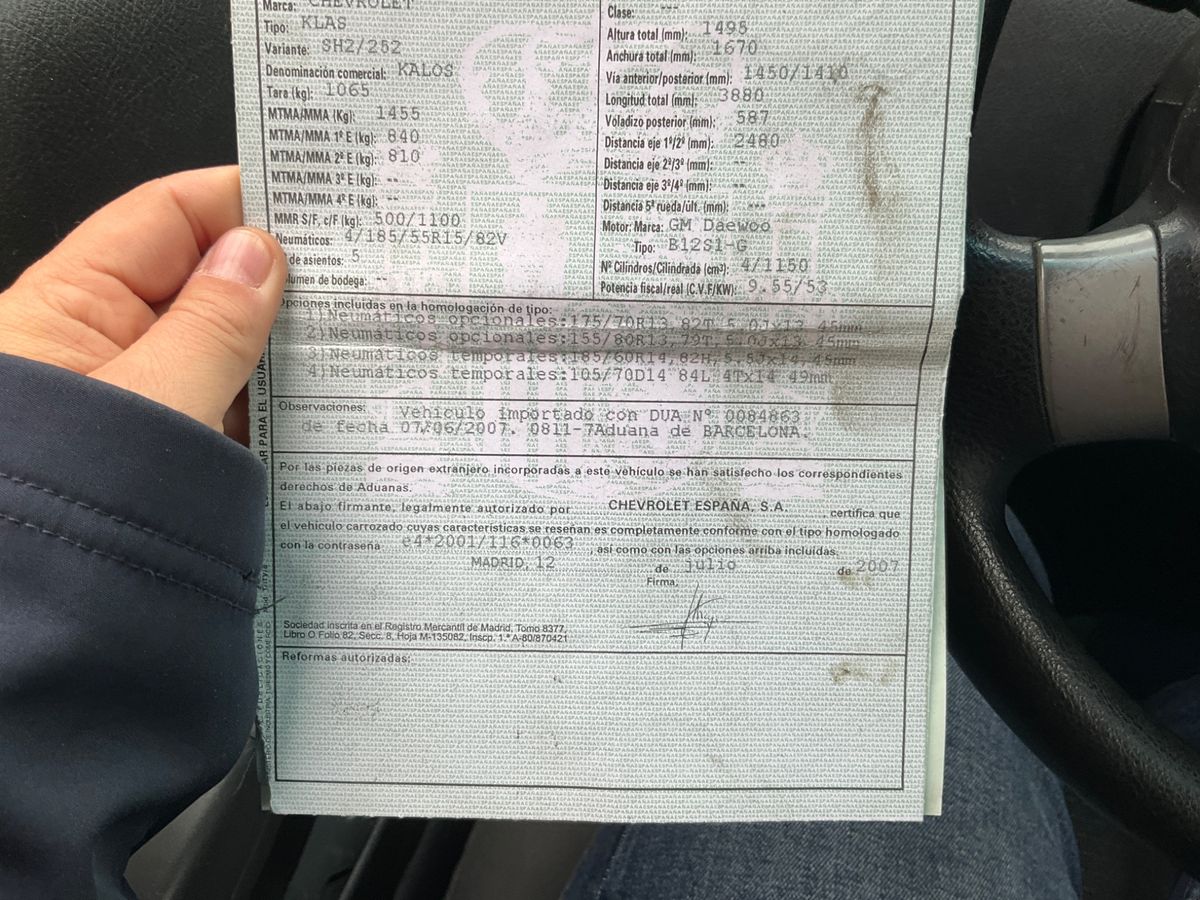 Marca: CHEVROLET
Tipo: KLAS
Variante: SH2/252
Denominación comercial: KALOS
Tara (kg): 1065
MTMA/MMA (Kg): 1455
MTMA/MMA 1º E (kg): 840
MTMA/MMA 2º E (kg): 810
MTMA/MMA 3º E (kg): --
MTMA/MMA 4º E (kg): --
MMR S/F, c/F (kg): 500/1100
Neumáticos: 4/185/55R15/82V
de asientos: 5
olumen de bodega: --
Clase: ---
Altura total (mm): 1495
Anchura total (mm): 1670
Vía anterior/posterior (mm): 1450/1410
Longitud total (mm): 3880
Voladizo posterior (mm): 587
Distancia eje 1º/2º (mm): 2480
Distancia eje 2º/3º (mm): --
Distancia eje 3º/4º (mm): --
Distancia 5ª rueda/últ. (mm): ---
Motor: Marca: GM Daewoo
Tipo: B12S1-G
Nº Cilindros/Cilindrada (cm³): 4/1150
Potencia fiscal/real (C.V.F/KW): 9.55/53
Opciones incluidas en la homologación de tipo:
1)Neumáticos opcionales:175/70R13 82T,5.0Jx13 45mm
2)Neumáticos opcionales:155/80R13,79T,5.0Jx13 45mm
3)Neumáticos temporales:185/60R14,82H,5.5Jx14,45mm
4)Neumáticos temporales:105/70D14 84L 4Tx14 49mm
Observaciones: Vehículo importado con DUA Nº 0084863
de fecha 07/06/2007. 0811-7Aduana de BARCELONA.
Por las piezas de origen extranjero incorporadas a este vehículo se han satisfecho los correspondientes
derechos de Aduanas.
El abajo firmante, legalmente autorizado por CHEVROLET ESPAÑA, S.A. certifica que
el vehículo carrozado cuyas características se reseñan es completamente conforme con el tipo homologado
con la contraseña e4*2001/116*0063 , así como con las opciones arriba incluidas.
MADRID, 12 de julio de 2007
Firma,
Sociedad inscrita en el Registro Mercantil de Madrid, Tomo 8377,
Libro O Folio 82, Secc. 8, Hoja M-135082, Inscp. 1.ª A-80/870421
Reformas autorizadas:
AR PARA EL USUAR